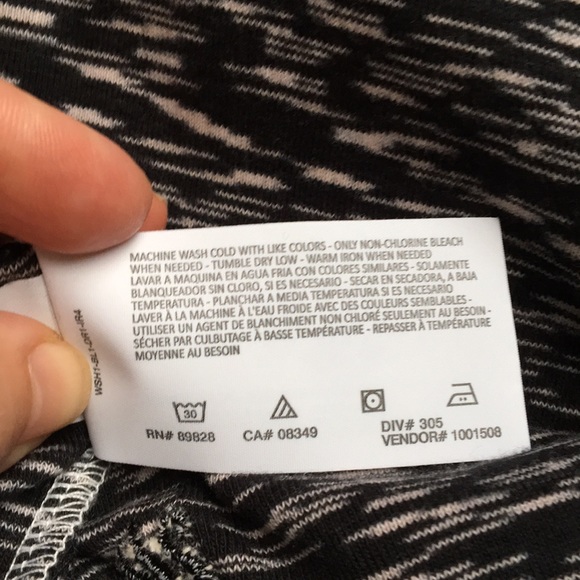 MACHINE WASH COLD WITH LIKE COLORS - ONLY NON-CHLORINE BLEACH
WHEN NEEDED - TUMBLE DRY LOW - WARM IRON WHEN NEEDED
LAVAR A MAQUINA EN AGUA FRIA CON COLORES SIMILARES - SOLAMENTE
BLANQUEADOR SIN CLORO, SI ES NECESARIO - SECAR EN SECADORA, A BAJA
TEMPERATURA - PLANCHAR A MEDIA TEMPERATURA SI ES NECESARIO
LAVER À LA MACHINE À L'EAU FROIDE AVEC DES COULEURS SEMBLABLES -
UTILISER UN AGENT DE BLANCHIMENT NON CHLORÉ SEULEMENT AU BESOIN -
SÉCHER PAR CULBUTAGE À BASSE TEMPÉRATURE - REPASSER À TEMPÉRATURE
MOYENNE AU BESOIN
WSH1-BL1-DR1-IR4
30
RN# 89828
CA# 08349
DIV# 305
VENDOR# 1001508